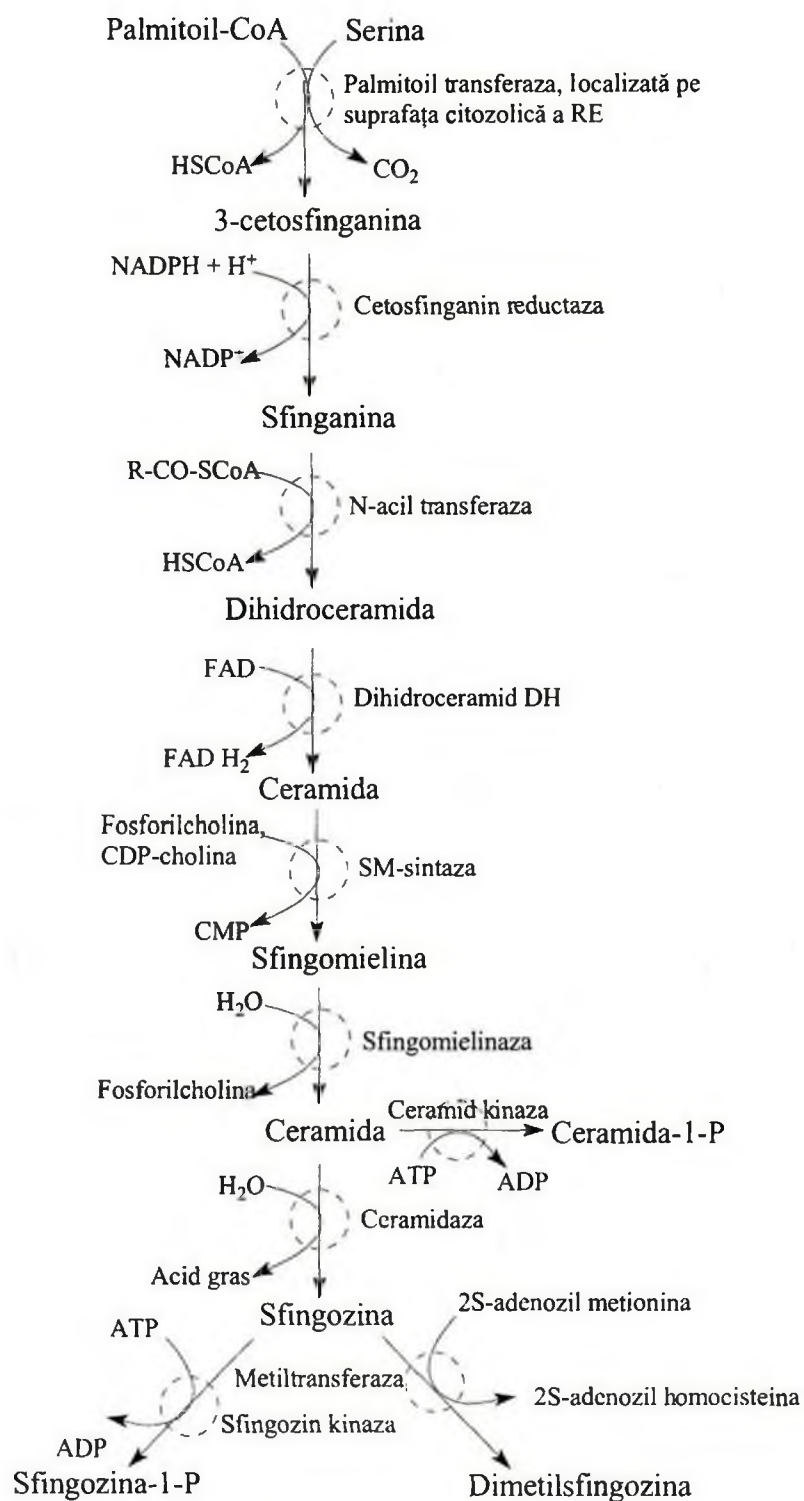 Palmitoil-CoA Serina
Palmitoil transferaza, localizată pe
suprafața citozolică a RE
HSCoA CO₂
3-cetosfinganina
NADPH + H⁺
Cetosfinganin reductaza
NADP⁺
Sfinganina
R-CO-SCoA
N-acil transferaza
HSCoA
Dihidroceramida
FAD
Dihidroceramid DH
FAD H₂
Ceramida
Fosforilcholina,
CDP-cholina
SM-sintaza
CMP
Sfingomielina
H₂O
Sfingomielinaza
Fosforilcholina
Ceramid kinaza
Ceramida Ceramida-1-P
ATP ADP
H₂O
Ceramidaza
Acid gras
Sfingozina
2S-adenozil metionina
ATP
Metiltransferaza
2S-adenozil homocisteina
Sfingozin kinaza
ADP
Sfingozina-1-P Dimetilsfingozina